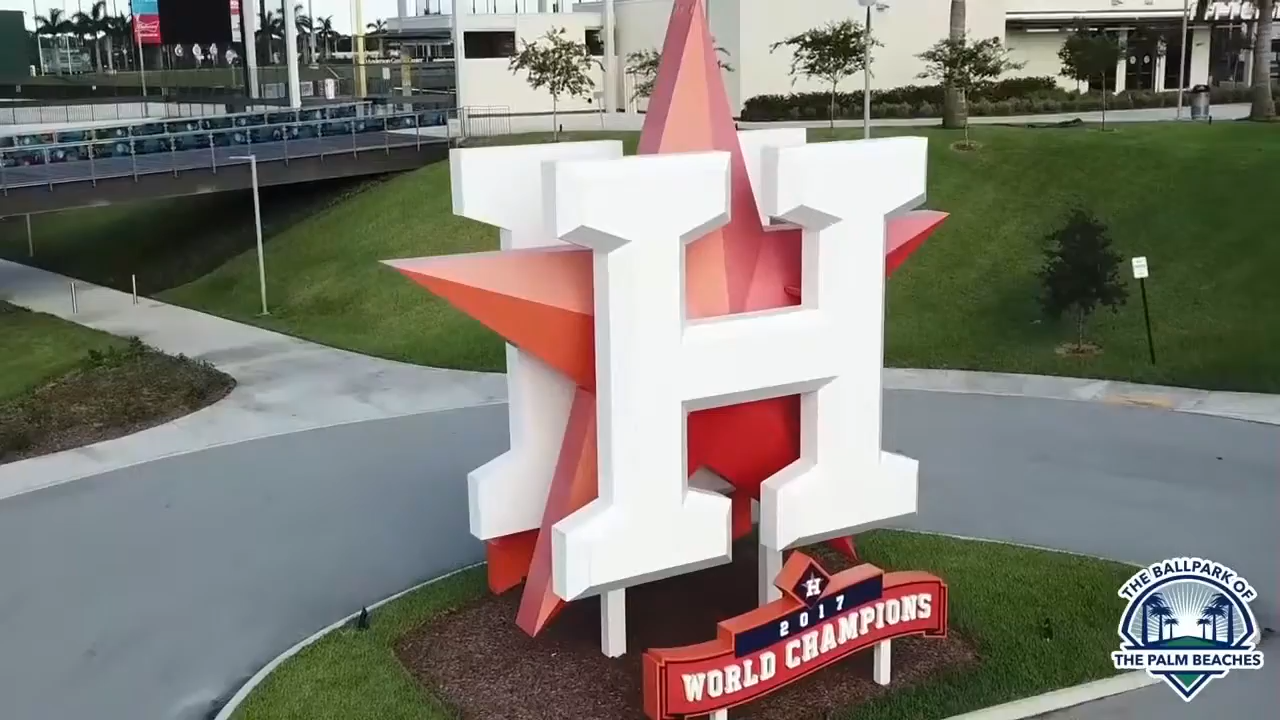 H
H
2017
WORLD CHAMPIONS
THE BALLPARK OF
THE PALM BEACHES